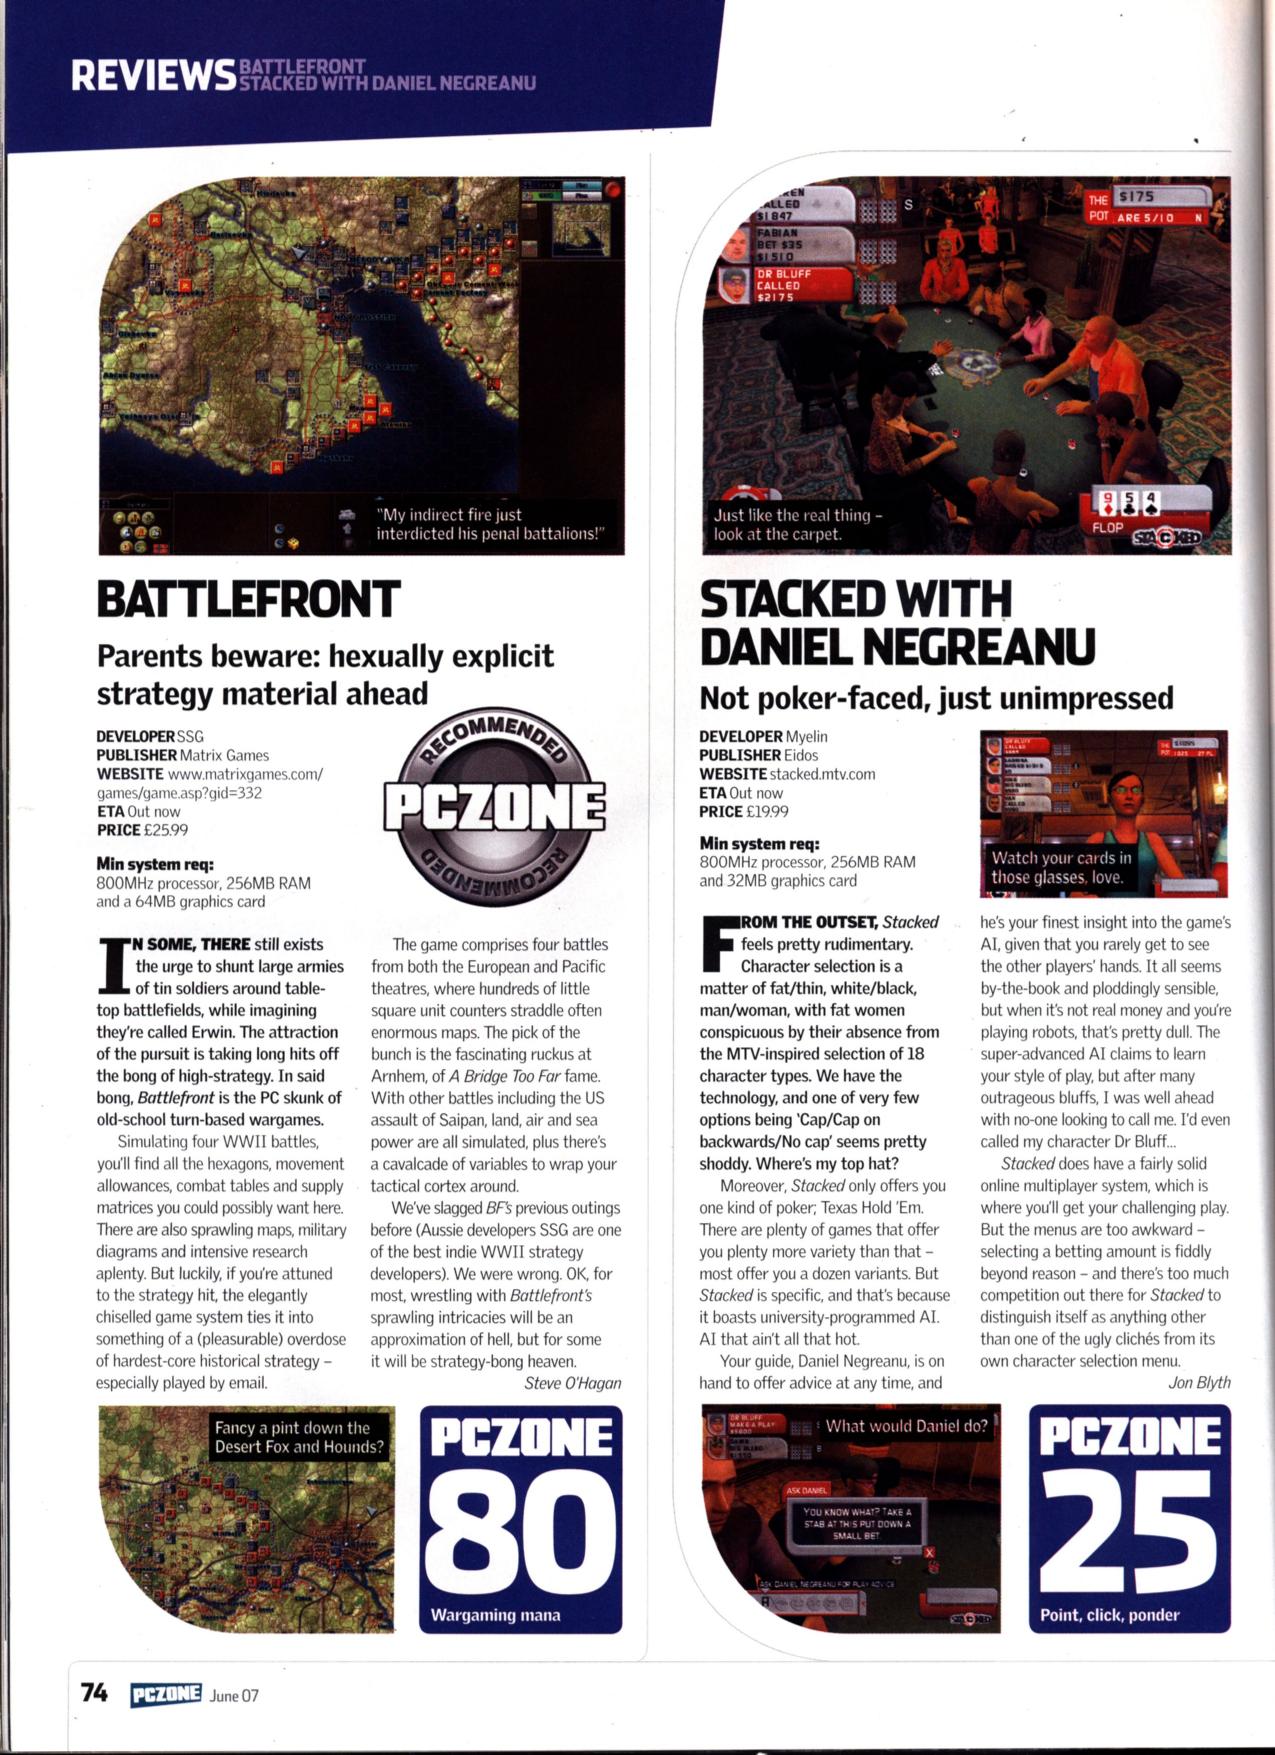 REVIEWS BATTLEFRONT
STACKED WITH DANIEL NEGREANU
"My indirect fire just
interdicted his penal battalions!"
BATTLEFRONT
Parents beware: hexually explicit
strategy material ahead
DEVELOPER SSG
PUBLISHER Matrix Games
WEBSITE www.matrixgames.com/
games/game.asp?gid=332
ETA Out now
PRICE £25.99
Min system req:
800MHz processor, 256MB RAM
and a 64MB graphics card
RECOMMENDED
PCZONE
RECOMMENDED
IN SOME, THERE still exists
the urge to shunt large armies
of tin soldiers around table-
top battlefields, while imagining
they're called Erwin. The attraction
of the pursuit is taking long hits off
the bong of high-strategy. In said
bong, Battlefront is the PC skunk of
old-school turn-based wargames.
Simulating four WWII battles,
you'll find all the hexagons, movement
allowances, combat tables and supply
matrices you could possibly want here.
There are also sprawling maps, military
diagrams and intensive research
aplenty. But luckily, if you're attuned
to the strategy hit, the elegantly
chiselled game system ties it into
something of a (pleasurable) overdose
of hardest-core historical strategy –
especially played by email.
The game comprises four battles
from both the European and Pacific
theatres, where hundreds of little
square unit counters straddle often
enormous maps. The pick of the
bunch is the fascinating ruckus at
Arnhem, of A Bridge Too Far fame.
With other battles including the US
assault of Saipan, land, air and sea
power are all simulated, plus there's
a cavalcade of variables to wrap your
tactical cortex around.
We've slagged BF's previous outings
before (Aussie developers SSG are one
of the best indie WWII strategy
developers). We were wrong. OK, for
most, wrestling with Battlefront's
sprawling intricacies will be an
approximation of hell, but for some
it will be strategy-bong heaven.
Steve O'Hagan
Fancy a pint down the
Desert Fox and Hounds?
PCZONE
80
Wargaming mana
CALLED
$1847
FABIAN
BET $35
$1510
DR BLUFF
CALLED
$2175
S
THE
POT
$175
ARE 5/10 N
9 5 4
FLOP
STACKED
Just like the real thing –
look at the carpet.
STACKED WITH
DANIEL NEGREANU
Not poker-faced, just unimpressed
DEVELOPER Myelin
PUBLISHER Eidos
WEBSITE stacked.mtv.com
ETA Out now
PRICE £19.99
Min system req:
800MHz processor, 256MB RAM
and 32MB graphics card
Watch your cards in
those glasses, love.
FROM THE OUTSET, Stacked
feels pretty rudimentary.
Character selection is a
matter of fat/thin, white/black,
man/woman, with fat women
conspicuous by their absence from
the MTV-inspired selection of 18
character types. We have the
technology, and one of very few
options being 'Cap/Cap on
backwards/No cap' seems pretty
shoddy. Where's my top hat?
Moreover, Stacked only offers you
one kind of poker; Texas Hold 'Em.
There are plenty of games that offer
you plenty more variety than that –
most offer you a dozen variants. But
Stacked is specific, and that's because
it boasts university-programmed AI.
AI that ain't all that hot.
Your guide, Daniel Negreanu, is on
hand to offer advice at any time, and
he's your finest insight into the game's
AI, given that you rarely get to see
the other players' hands. It all seems
by-the-book and ploddingly sensible,
but when it's not real money and you're
playing robots, that's pretty dull. The
super-advanced AI claims to learn
your style of play, but after many
outrageous bluffs, I was well ahead
with no-one looking to call me. I'd even
called my character Dr Bluff...
Stacked does have a fairly solid
online multiplayer system, which is
where you'll get your challenging play.
But the menus are too awkward –
selecting a betting amount is fiddly
beyond reason – and there's too much
competition out there for Stacked to
distinguish itself as anything other
than one of the ugly clichés from its
own character selection menu.
Jon Blyth
DR BLUFF
MAKE A PLAY
What would Daniel do?
ASK DANIEL
YOU KNOW WHAT? TAKE A
STAB AT THIS PUT DOWN A
SMALL BET.
X
ASK DANIEL NEGREANU FOR PLAY ADVICE
STACKED
PCZONE
25
Point, click, ponder
74 PCZONE June 07